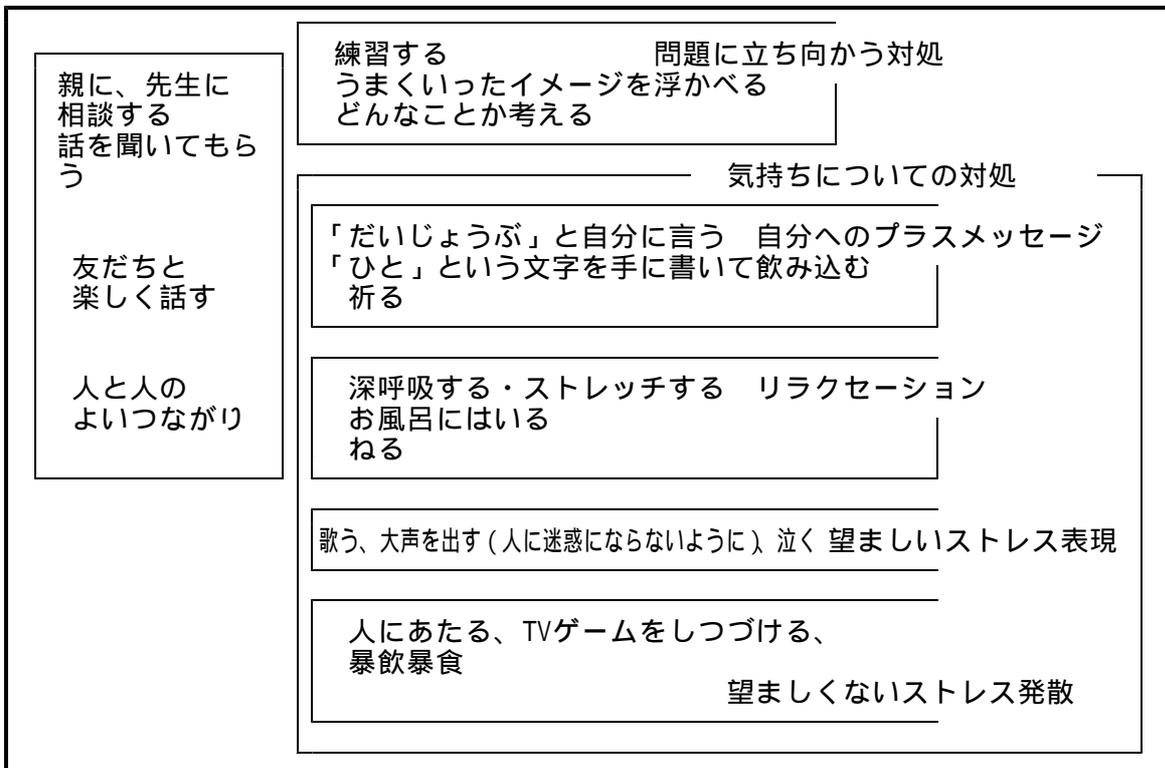 親に、先生に
相談する
話を聞いてもら
う
友だちと
楽しく話す
人と人の
よいつながり
練習する　問題に立ち向かう対処
うまくいったイメージを浮かべる
どんなことか考える
気持ちについての対処
「だいじょうぶ」と自分に言う　自分へのプラスメッセージ
「ひと」という文字を手に書いて飲み込む
祈る
深呼吸する・ストレッチする　リラクセーション
お風呂にはいる
ねる
歌う、大声を出す(人に迷惑にならないように)、泣く 望ましいストレス表現
人にあたる、TVゲームをしつづける、
暴飲暴食
望ましくないストレス発散